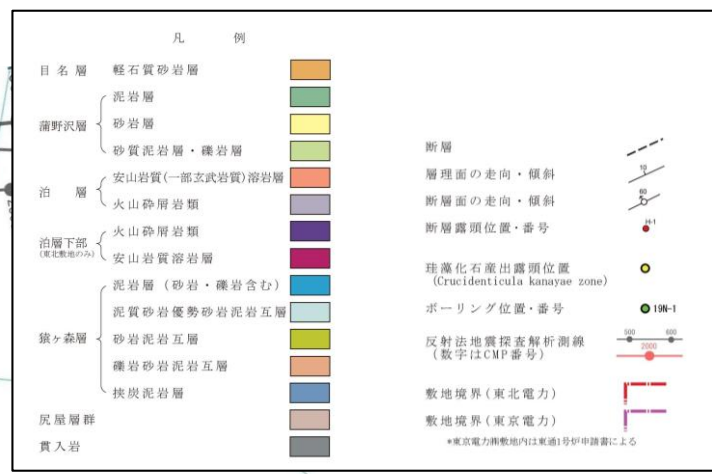 凡 例
目名層 軽石質砂岩層
蒲野沢層
泥岩層
砂岩層
砂質泥岩層・礫岩層
泊層
安山岩質(一部玄武岩質)溶岩層
火山砕屑岩類
泊層下部
(東北敷地のみ)
火山砕屑岩類
安山岩質溶岩層
猿ヶ森層
泥岩層(砂岩・礫岩含む)
泥質砂岩優勢砂岩泥岩互層
砂岩泥岩互層
礫岩砂岩泥岩互層
挟炭泥岩層
尻屋層群
貫入岩
断層
層理面の走向・傾斜 10
断層面の走向・傾斜 60
断層露頭位置・番号 H-1
珪藻化石産出露頭位置
(Crucidenticula kanayae zone)
ボーリング位置・番号 19N-1
反射法地震探査解析測線 500 600
(数字はCMP番号) 2000
敷地境界(東北電力)
敷地境界(東京電力)
*東京電力㈱敷地内は東通1号炉申請書による